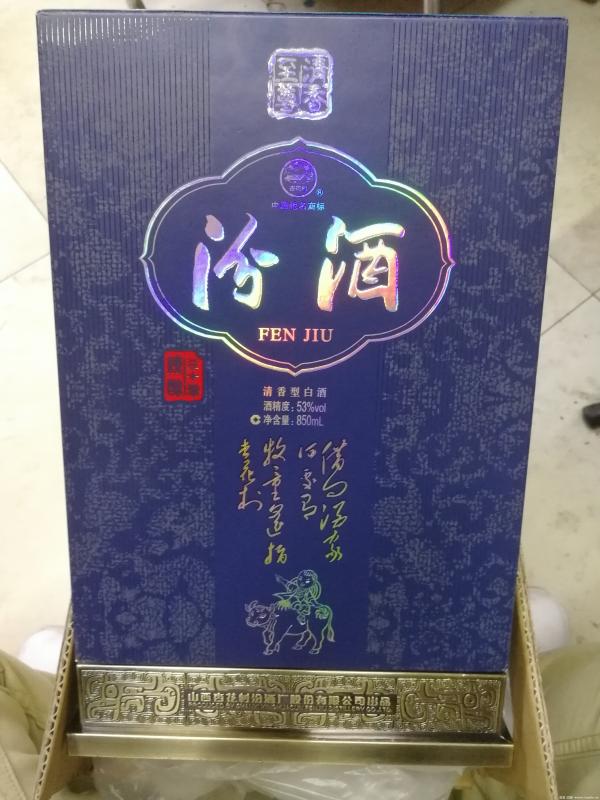 清香
至尊
杏花村
®
中国驰名商标
汾酒
FEN JIU
清香型白酒
酒精度：53%vol
净含量：850mL
借问酒家
何处有
牧童遥指
杏花村
山西杏花村汾酒厂股份有限公司出品